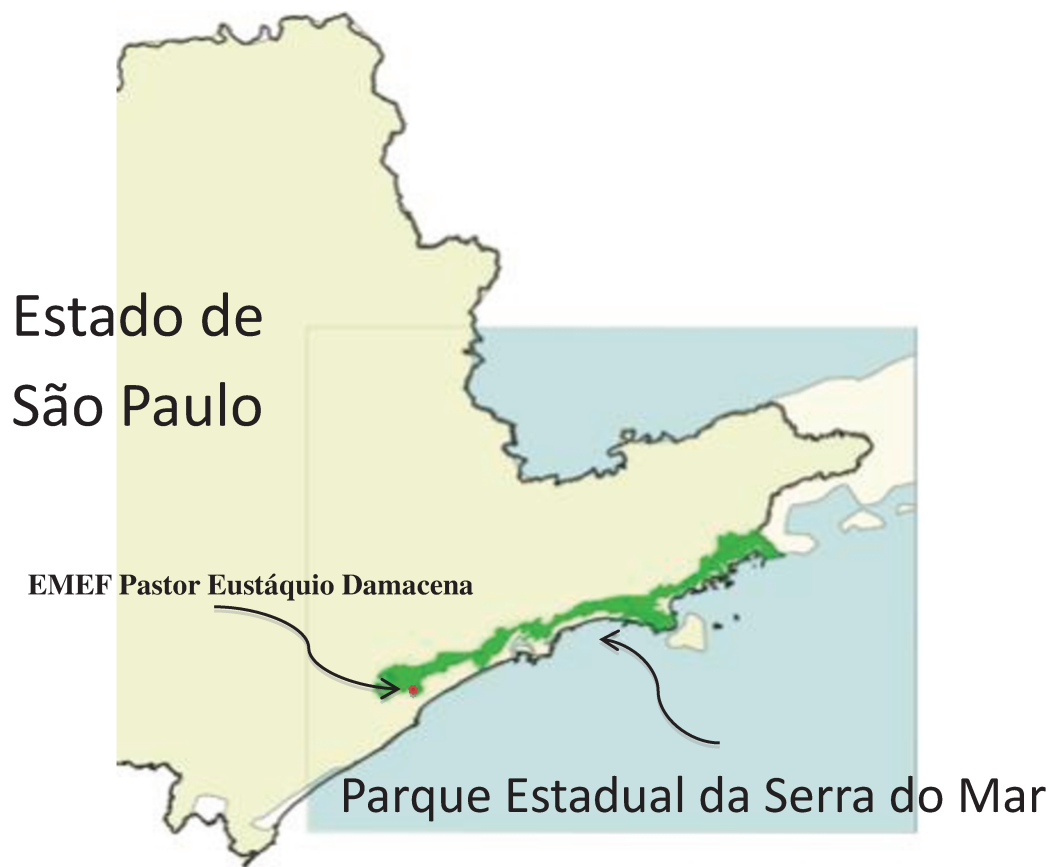 Estado de
São Paulo
EMEF Pastor Eustáquio Damacena
Parque Estadual da Serra do Mar